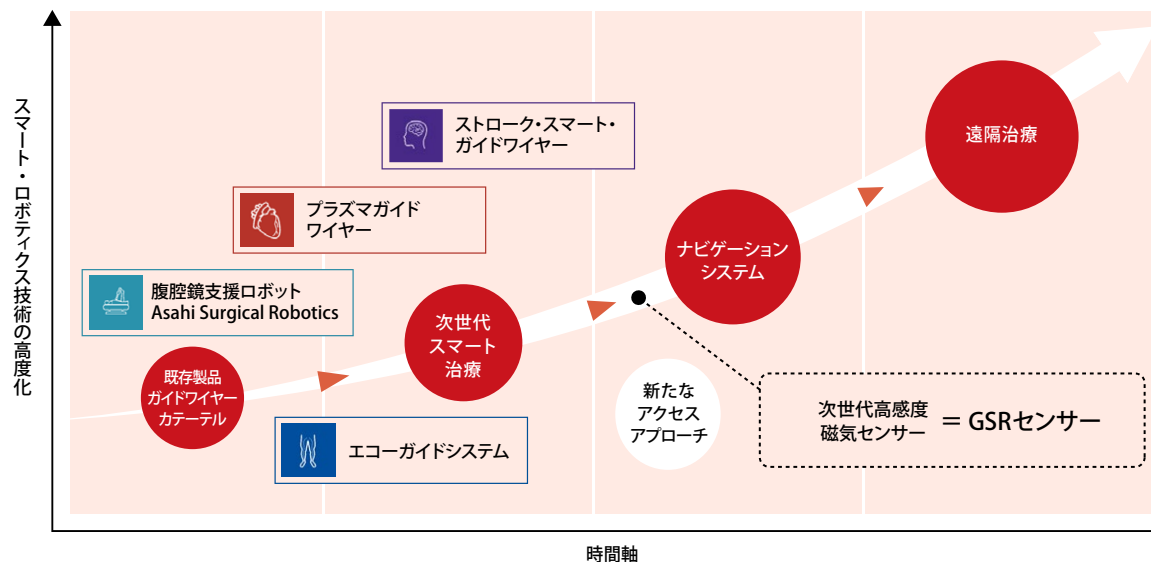 スマート・ロボティクス技術の高度化
ストローク・スマート・
ガイドワイヤー
プラズマガイド
ワイヤー
腹腔鏡支援ロボット
Asahi Surgical Robotics
既存製品
ガイドワイヤー
カテーテル
次世代
スマート
治療
エコーガイドシステム
ナビゲーション
システム
遠隔治療
新たな
アクセス
アプローチ
次世代高感度
磁気センサー
= GSRセンサー
時間軸